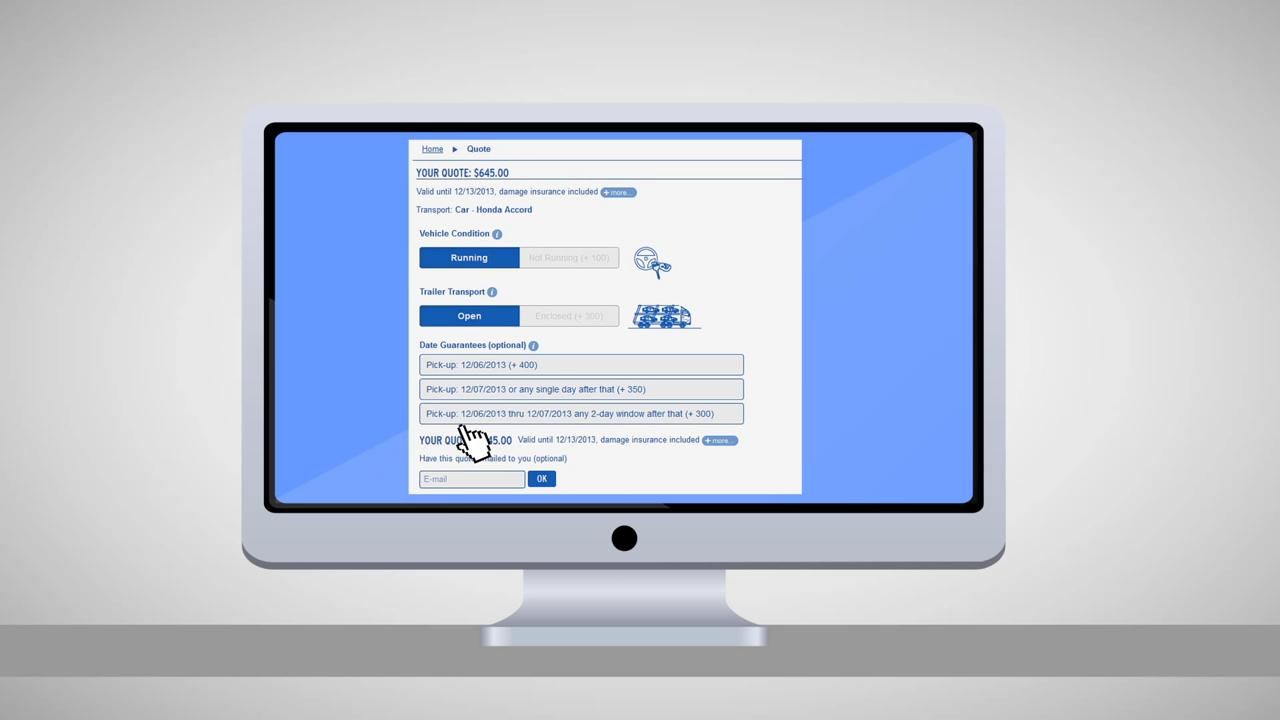 Home ▶ Quote
YOUR QUOTE: $645.00
Valid until 12/13/2013, damage insurance included + more...
Transport: Car - Honda Accord
Vehicle Condition i
Running Not Running (+ 100)
Trailer Transport i
Open Enclosed (+ 300)
Date Guarantees (optional) i
Pick-up: 12/06/2013 (+ 400)
Pick-up: 12/07/2013 or any single day after that (+ 350)
Pick-up: 12/06/2013 thru 12/07/2013 any 2-day window after that (+ 300)
YOUR 45.00 Valid until 12/13/2013, damage insurance included + more...
Have this to you (optional)
E-mail OK